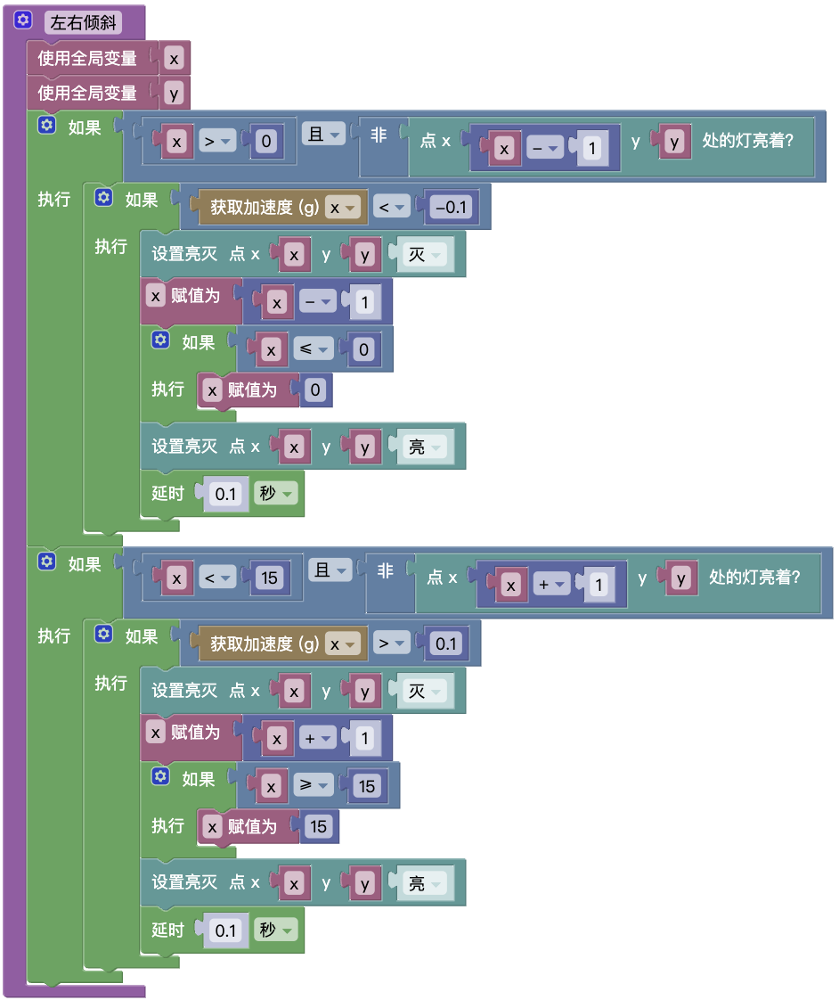 左右倾斜
使用全局变量 x
使用全局变量 y
如果 x > 0 且 非 点 x x − 1 y y 处的灯亮着?
执行 如果 获取加速度 (g) x < −0.1
执行 设置亮灭 点 x x y y 灭
x 赋值为 x − 1
如果 x ≤ 0
执行 x 赋值为 0
设置亮灭 点 x x y y 亮
延时 0.1 秒
如果 x < 15 且 非 点 x x + 1 y y 处的灯亮着?
执行 如果 获取加速度 (g) x > 0.1
执行 设置亮灭 点 x x y y 灭
x 赋值为 x + 1
如果 x ≥ 15
执行 x 赋值为 15
设置亮灭 点 x x y y 亮
延时 0.1 秒